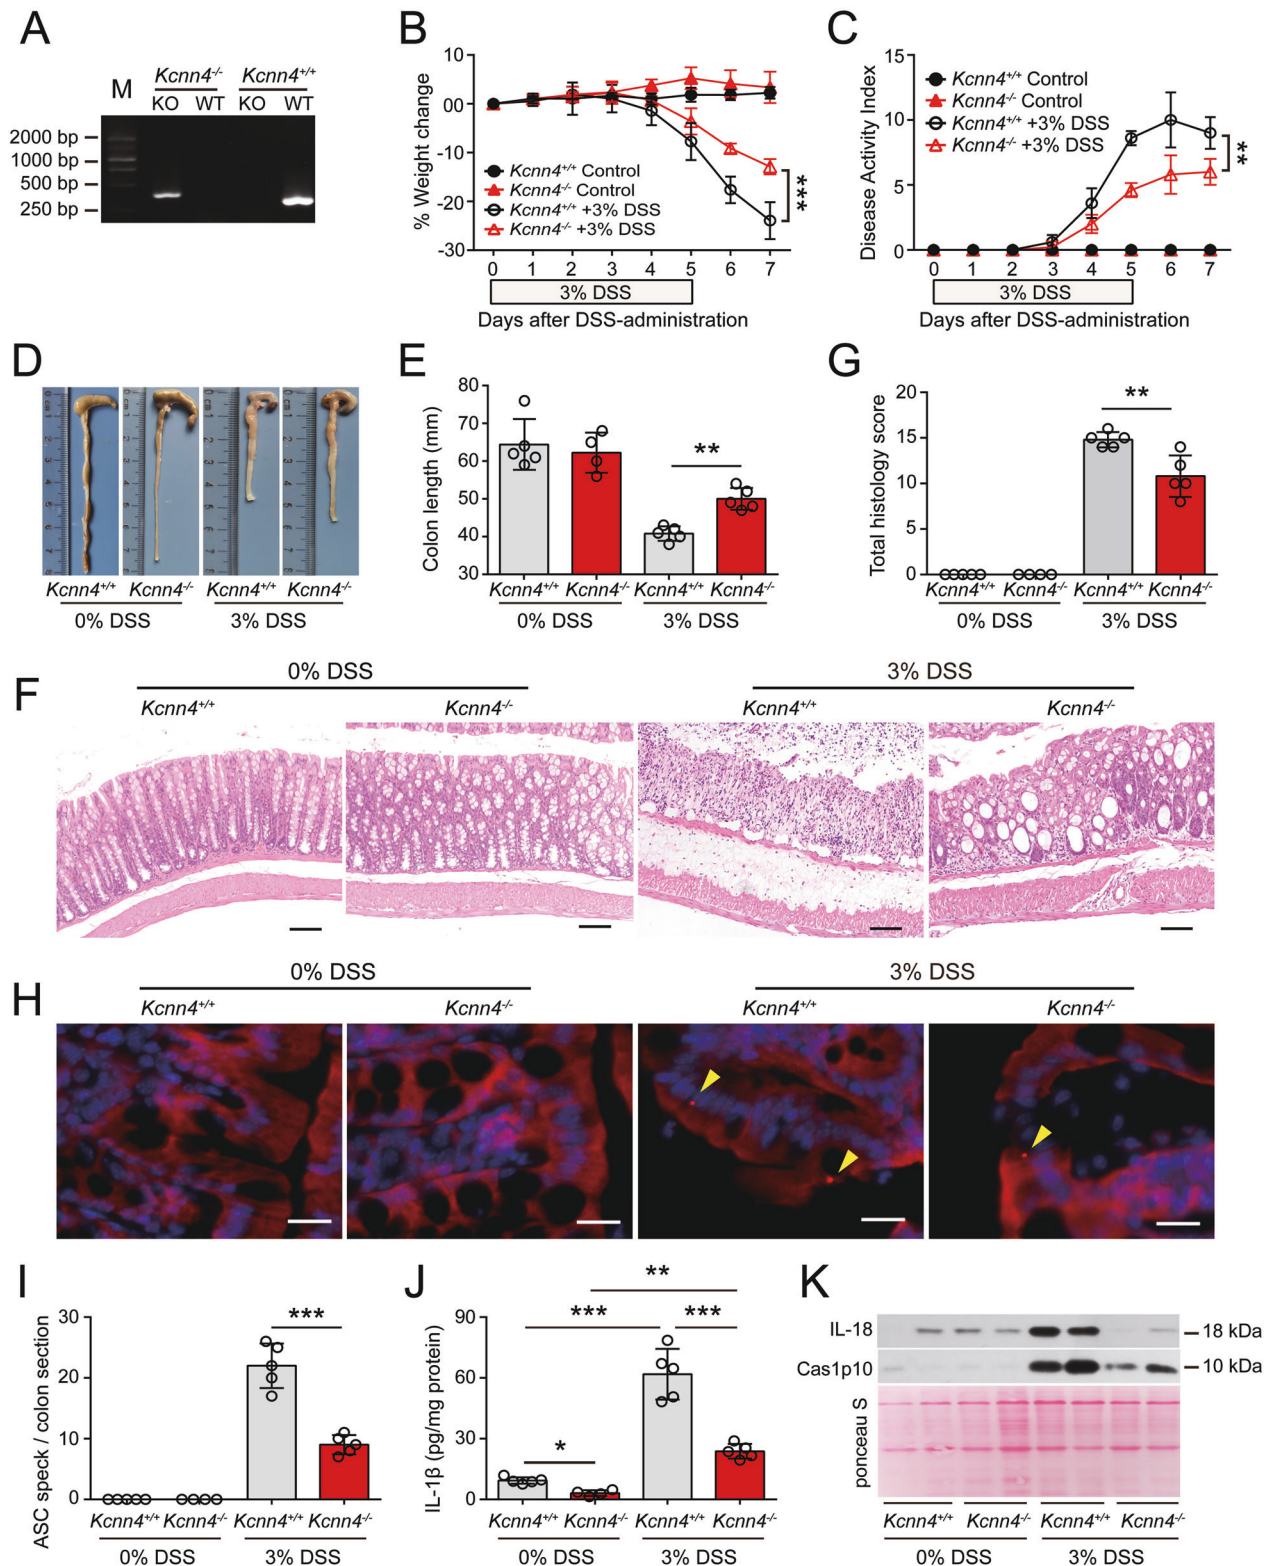 A
Kcnn4-/- Kcnn4+/+
M KO WT KO WT
2000 bp
1000 bp
500 bp
250 bp
B
% Weight change
10
00
-10
-20
-30
Kcnn4+/+ Control
Kcnn4-/- Control
Kcnn4+/+ +3% DSS
Kcnn4-/- +3% DSS
***
0 1 2 3 4 5 6 7
3% DSS
Days after DSS-administration
C
Disease Activity Index
15
10
5
0
Kcnn4+/+ Control
Kcnn4-/- Control
Kcnn4+/+ +3% DSS
Kcnn4-/- +3% DSS
**
0 1 2 3 4 5 6 7
3% DSS
Days after DSS-administration
D
Kcnn4+/+ Kcnn4-/- Kcnn4+/+ Kcnn4-/-
0% DSS 3% DSS
E
Colon length (mm)
80
70
60
50
40
30
**
Kcnn4+/+ Kcnn4-/- Kcnn4+/+ Kcnn4-/-
0% DSS 3% DSS
G
Total histology score
20
15
10
5
0
**
Kcnn4+/+ Kcnn4-/- Kcnn4+/+ Kcnn4-/-
0% DSS 3% DSS
F
0% DSS 3% DSS
Kcnn4+/+ Kcnn4-/- Kcnn4+/+ Kcnn4-/-
H
0% DSS 3% DSS
Kcnn4+/+ Kcnn4-/- Kcnn4+/+ Kcnn4-/-
I
ASC speck / colon section
30
20
10
0
***
Kcnn4+/+ Kcnn4-/- Kcnn4+/+ Kcnn4-/-
0% DSS 3% DSS
J
IL-1β (pg/mg protein)
90
60
30
0
**
*** ***
*
Kcnn4+/+ Kcnn4-/- Kcnn4+/+ Kcnn4-/-
0% DSS 3% DSS
K
IL-18 18 kDa
Cas1p10 10 kDa
ponceau S
Kcnn4+/+ Kcnn4-/- Kcnn4+/+ Kcnn4-/-
0% DSS 3% DSS